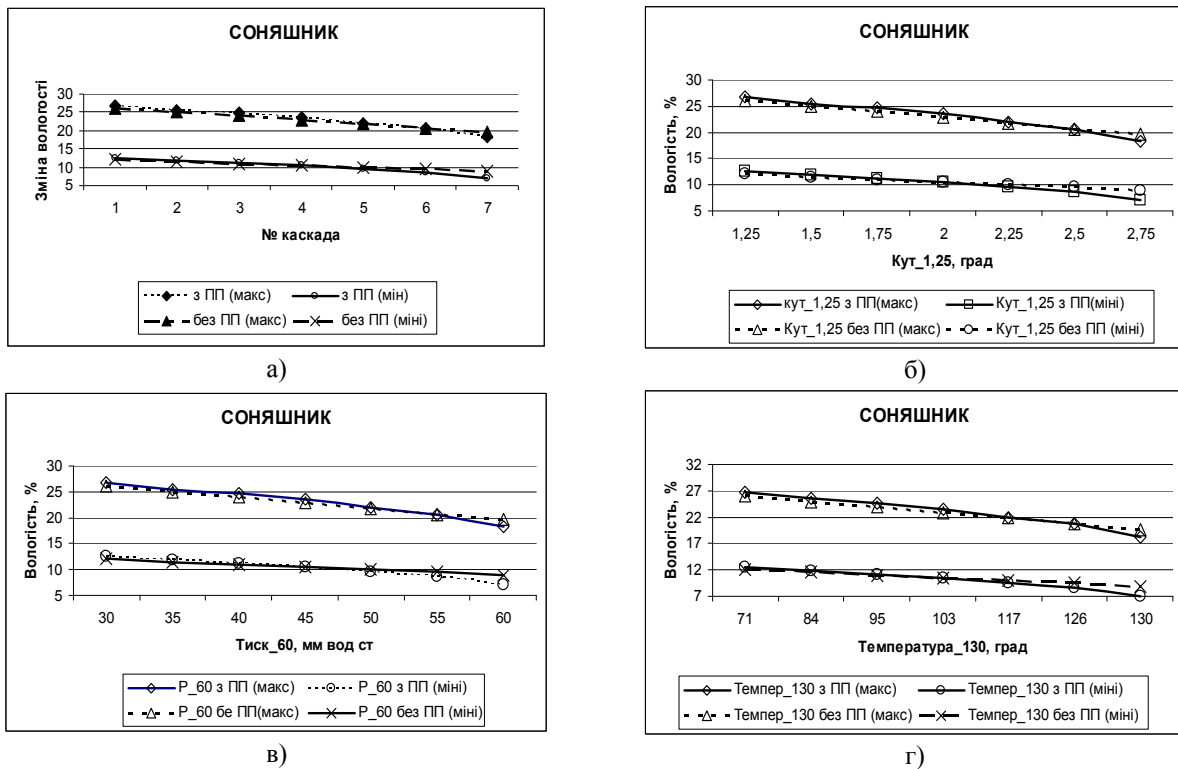 СОНЯШНИК
Зміна вологості
30
25
20
15
10
5
1 2 3 4 5 6 7
№ каскада
з ПП (макс) з ПП (мін)
без ПП (макс) без ПП (міні)
а)
СОНЯШНИК
Вологість, %
30
25
20
15
10
5
1,25 1,5 1,75 2 2,25 2,5 2,75
Кут_1,25, град
кут_1,25 з ПП(макс) Кут_1,25 з ПП(міні)
Кут_1,25 без ПП (макс) Кут_1,25 без ПП (міні)
б)
СОНЯШНИК
Вологість, %
30
25
20
15
10
5
30 35 40 45 50 55 60
Тиск_60, мм вод ст
Р_60 з ПП (макс) Р_60 з ПП (міні)
Р_60 бе ПП(макс) Р_60 без ПП (міні)
в)
СОНЯШНИК
Вологість, %
32
27
22
17
12
7
71 84 95 103 117 126 130
Температура_130, град
Темпер_130 з ПП (макс) Темпер_130 з ПП (міні)
Темпер_130 без ПП (макс) Темпер_130 без ПП (міні)
г)